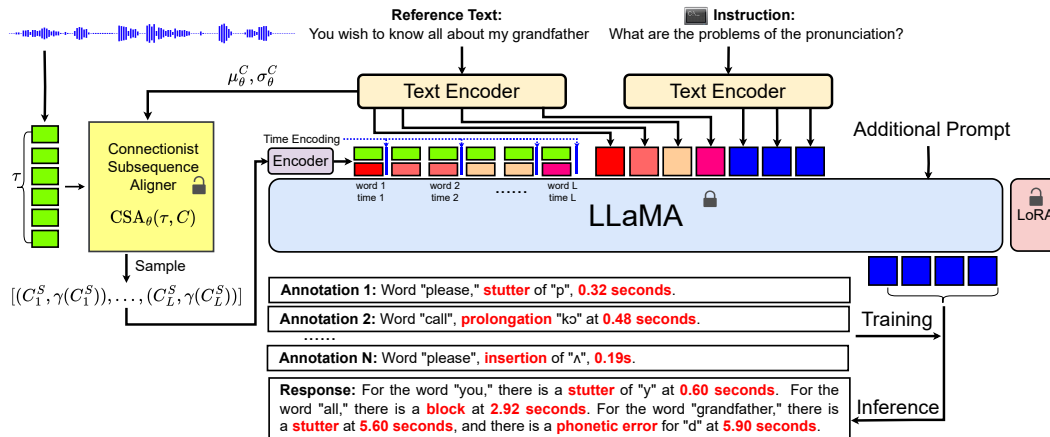 Reference Text:
You wish to know all about my grandfather
Instruction:
What are the problems of the pronunciation?
μ_θ^C, σ_θ^C
Text Encoder
Text Encoder
Additional Prompt
Time Encoding
Encoder
τ
Connectionist
Subsequence
Aligner
CSA_θ(τ, C)
word 1
time 1
word 2
time 2
......
word L
time L
LLaMA
LoRA
Sample
[(C_1^S, γ(C_1^S)), . . . , (C_L^S, γ(C_L^S))]
Annotation 1: Word "please," stutter of "p", 0.32 seconds.
Annotation 2: Word "call", prolongation "kɔ" at 0.48 seconds.
......
Annotation N: Word "please", insertion of "ʌ", 0.19s.
Training
Response: For the word "you," there is a stutter of "y" at 0.60 seconds. For the
word "all," there is a block at 2.92 seconds. For the word "grandfather," there is
a stutter at 5.60 seconds, and there is a phonetic error for "d" at 5.90 seconds.
Inference